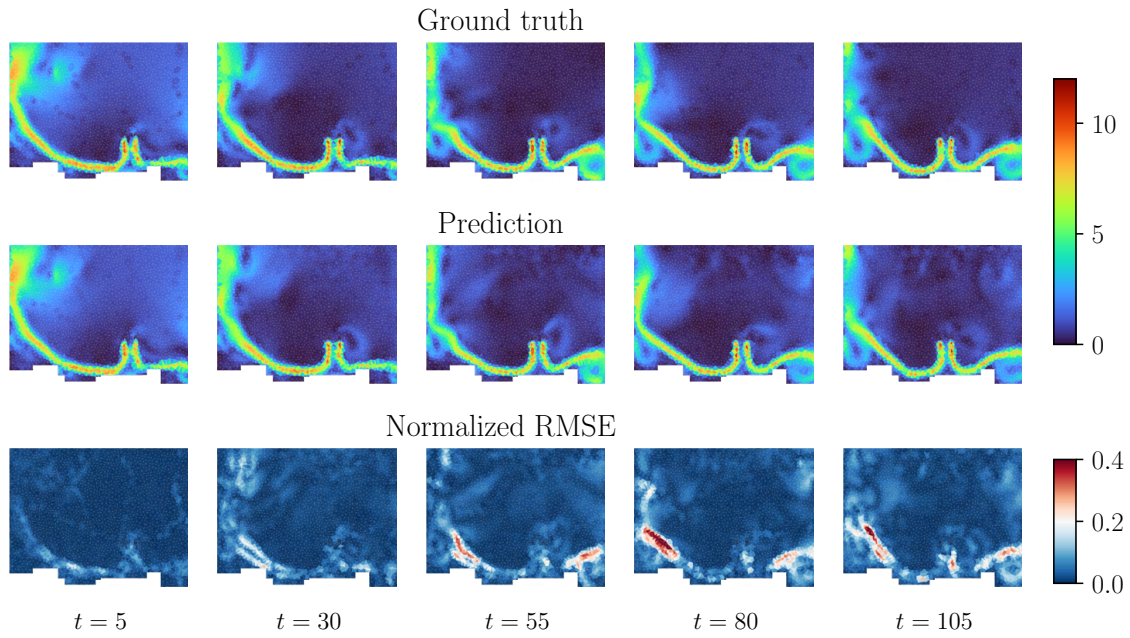 Ground truth
10
5
0
Prediction
Normalized RMSE
0.4
0.2
0.0
t = 5 t = 30 t = 55 t = 80 t = 105